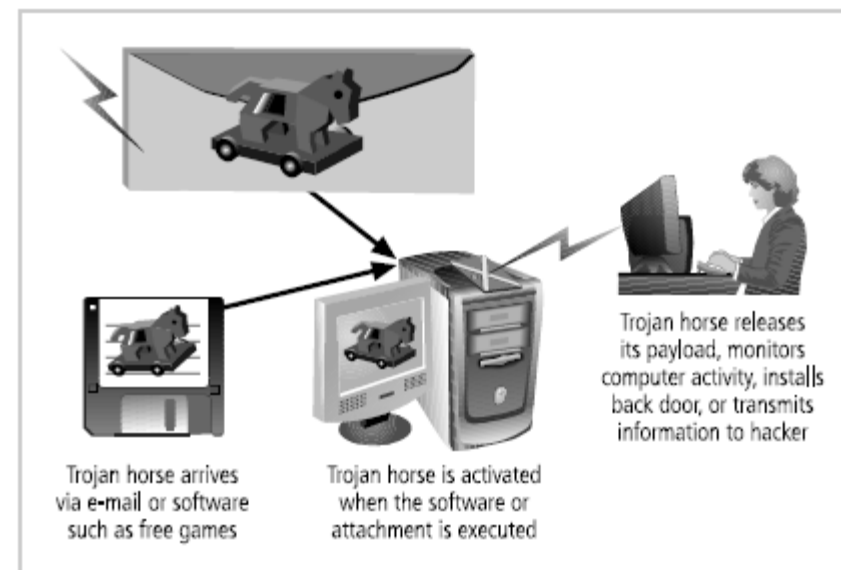 Trojan horse arrives
via e-mail or software
such as free games
Trojan horse is activated
when the software or
attachment is executed
Trojan horse releases
its payload, monitors
computer activity, installs
back door, or transmits
information to hacker